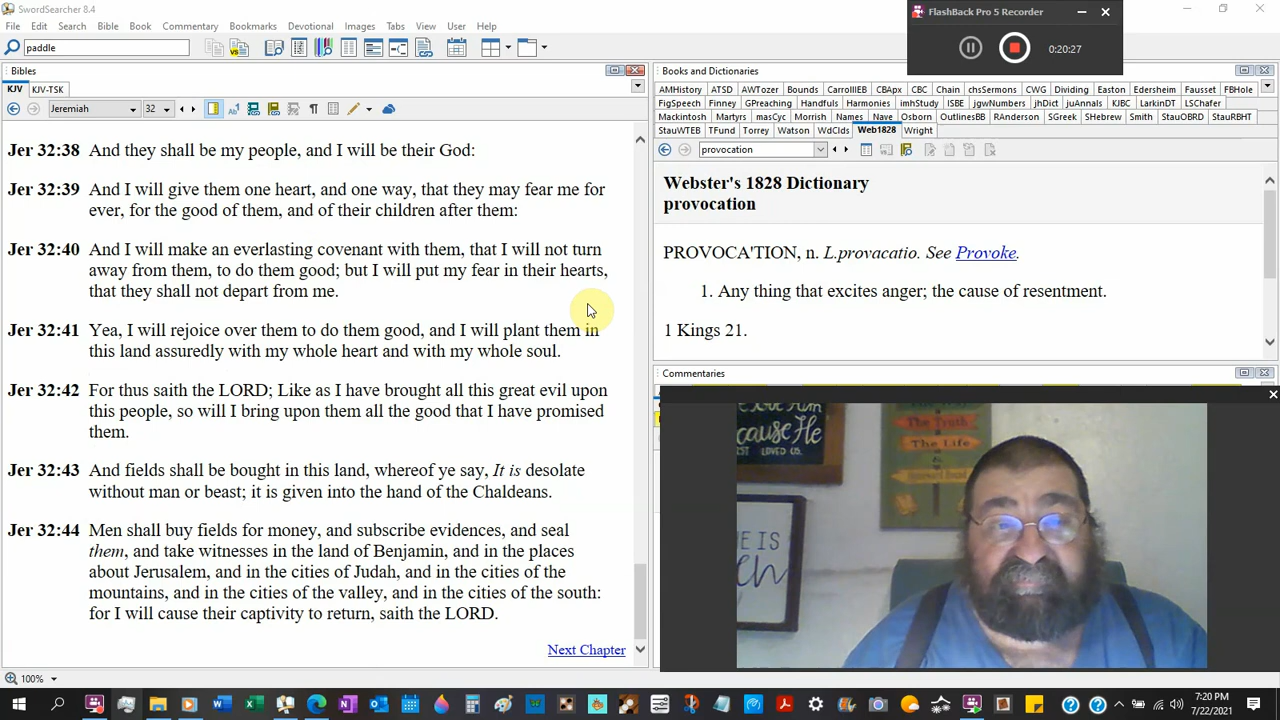 SwordSearcher 8.4
File Edit Search Bible Book Commentary Bookmarks Devotional Images Tabs View User Help
paddle
FlashBack Pro 5 Recorder
0:20:27
Bibles
KJV KJV-TSK
Jeremiah 32
Jer 32:38 And they shall be my people, and I will be their God:
Jer 32:39 And I will give them one heart, and one way, that they may fear me for
ever, for the good of them, and of their children after them:
Jer 32:40 And I will make an everlasting covenant with them, that I will not turn
away from them, to do them good; but I will put my fear in their hearts,
that they shall not depart from me.
Jer 32:41 Yea, I will rejoice over them to do them good, and I will plant them in
this land assuredly with my whole heart and with my whole soul.
Jer 32:42 For thus saith the LORD; Like as I have brought all this great evil upon
this people, so will I bring upon them all the good that I have promised
them.
Jer 32:43 And fields shall be bought in this land, whereof ye say, It is desolate
without man or beast; it is given into the hand of the Chaldeans.
Jer 32:44 Men shall buy fields for money, and subscribe evidences, and seal
them, and take witnesses in the land of Benjamin, and in the places
about Jerusalem, and in the cities of Judah, and in the cities of the
mountains, and in the cities of the valley, and in the cities of the south:
for I will cause their captivity to return, saith the LORD.
Next Chapter
100%
Books and Dictionaries
AMHistory ATSD AWTozer Bounds CarrollEIB CBApx CBC Chain chsSermons CWG Dividing Easton Edersheim Fausset FBHole
FigSpeech Finney GPreaching Handfuls Harmonies imhStudy ISBE jgwNumbers jhDict juAnnals KJBC LarkinDT LSChafer
Mackintosh Martyrs masCyc Morrish Names Nave Osborn OutlinesBB RAnderson SGreek SHebrew Smith StauOBRD StauRBHT
StauWTEB TFund Torrey Watson WdClds Web1828 Wright
provocation
Webster's 1828 Dictionary
provocation
PROVOCA'TION, n. L.provacatio. See Provoke.
1. Any thing that excites anger; the cause of resentment.
1 Kings 21.
Commentaries
cause He
The Truth
The Life
7:20 PM
7/22/2021